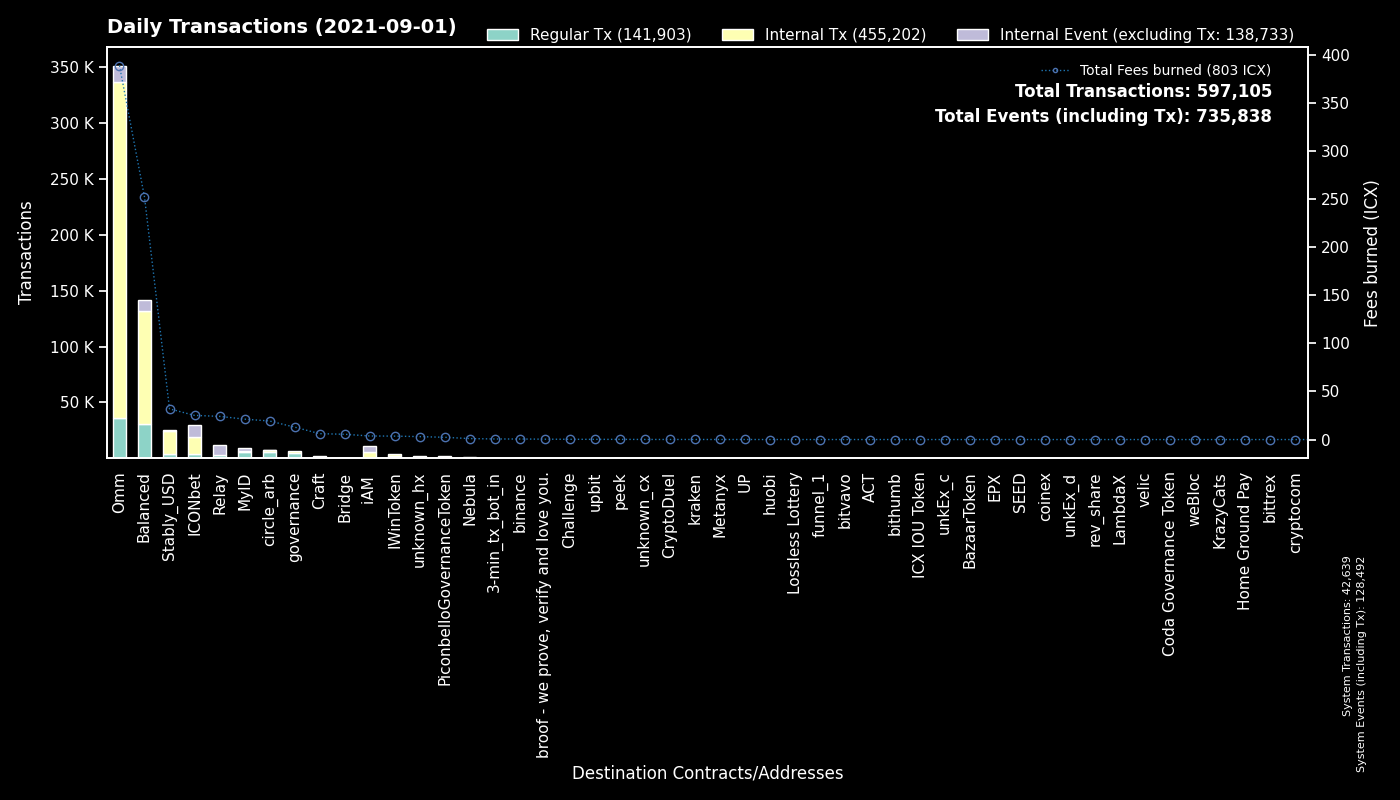 Daily Transactions (2021-09-01)
Regular Tx (141,903)
Internal Tx (455,202)
Internal Event (excluding Tx: 138,733)
Total Fees burned (803 ICX)
Total Transactions: 597,105
Total Events (including Tx): 735,838
Transactions
350 K
300 K
250 K
200 K
150 K
100 K
50 K
400
350
300
250
200
150
100
50
0
Fees burned (ICX)
Omm
Balanced
Stably_USD
ICONbet
Relay
MyID
circle_arb
governance
Craft
Bridge
iAM
IWinToken
unknown_hx
PiconbelloGovernanceToken
Nebula
3-min_tx_bot_in
binance
broof - we prove, verify and love you.
Challenge
upbit
peek
unknown_cx
CryptoDuel
kraken
Metanyx
UP
huobi
Lossless Lottery
funnel_1
bitvavo
ACT
bithumb
ICX IOU Token
unkEx_c
BazaarToken
EPX
SEED
coinex
unkEx_d
rev_share
LambdaX
velic
Coda Governance Token
weBloc
KrazyCats
Home Ground Pay
bittrex
cryptocom
Destination Contracts/Addresses
System Transactions: 42,639
System Events (including Tx): 128,492